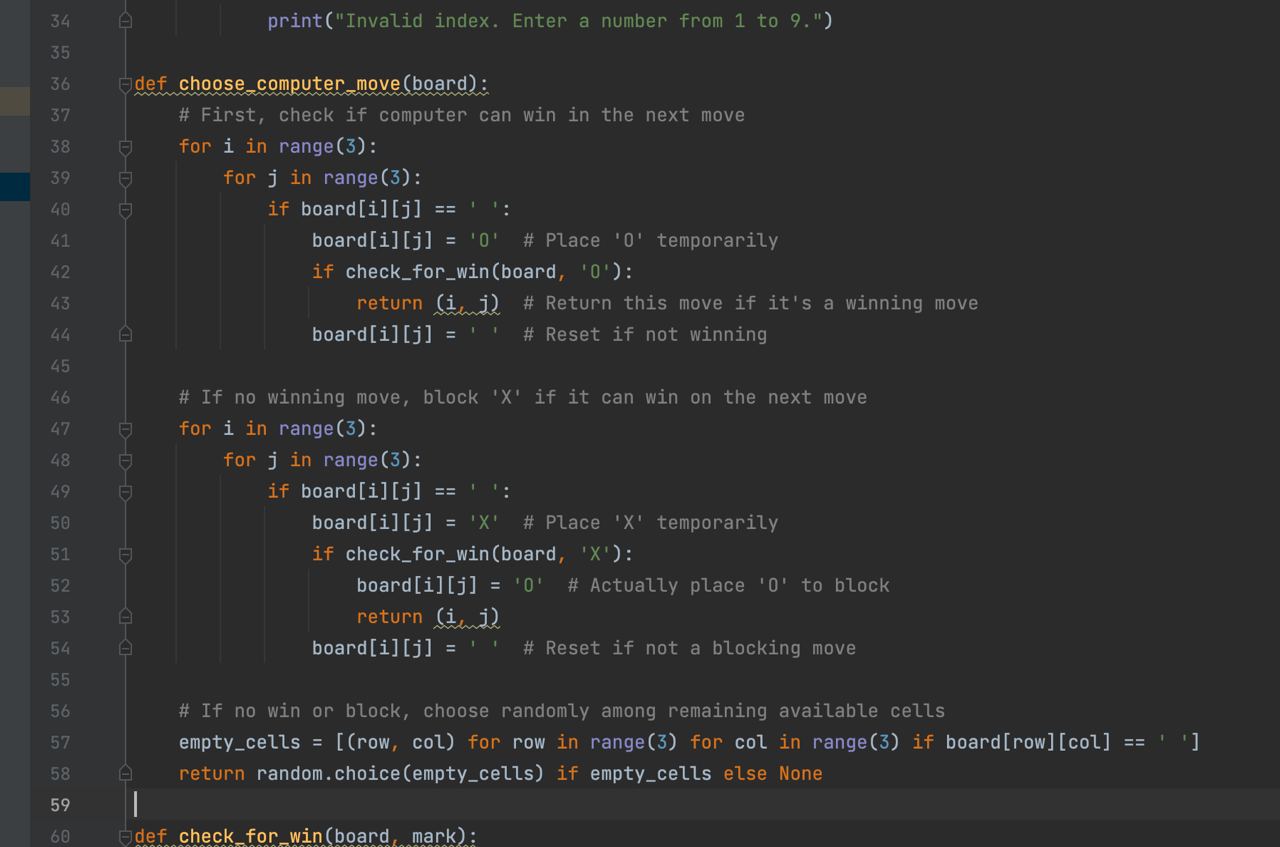 34 print("Invalid index. Enter a number from 1 to 9.")
35
36 def choose_computer_move(board):
37     # First, check if computer can win in the next move
38     for i in range(3):
39         for j in range(3):
40             if board[i][j] == ' ':
41                 board[i][j] = 'O'  # Place 'O' temporarily
42                 if check_for_win(board, 'O'):
43                     return (i, j)  # Return this move if it's a winning move
44                 board[i][j] = ' '  # Reset if not winning
45
46     # If no winning move, block 'X' if it can win on the next move
47     for i in range(3):
48         for j in range(3):
49             if board[i][j] == ' ':
50                 board[i][j] = 'X'  # Place 'X' temporarily
51                 if check_for_win(board, 'X'):
52                     board[i][j] = 'O'  # Actually place 'O' to block
53                     return (i, j)
54                 board[i][j] = ' '  # Reset if not a blocking move
55
56     # If no win or block, choose randomly among remaining available cells
57     empty_cells = [(row, col) for row in range(3) for col in range(3) if board[row][col] == ' ']
58     return random.choice(empty_cells) if empty_cells else None
59
60 def check_for_win(board, mark):